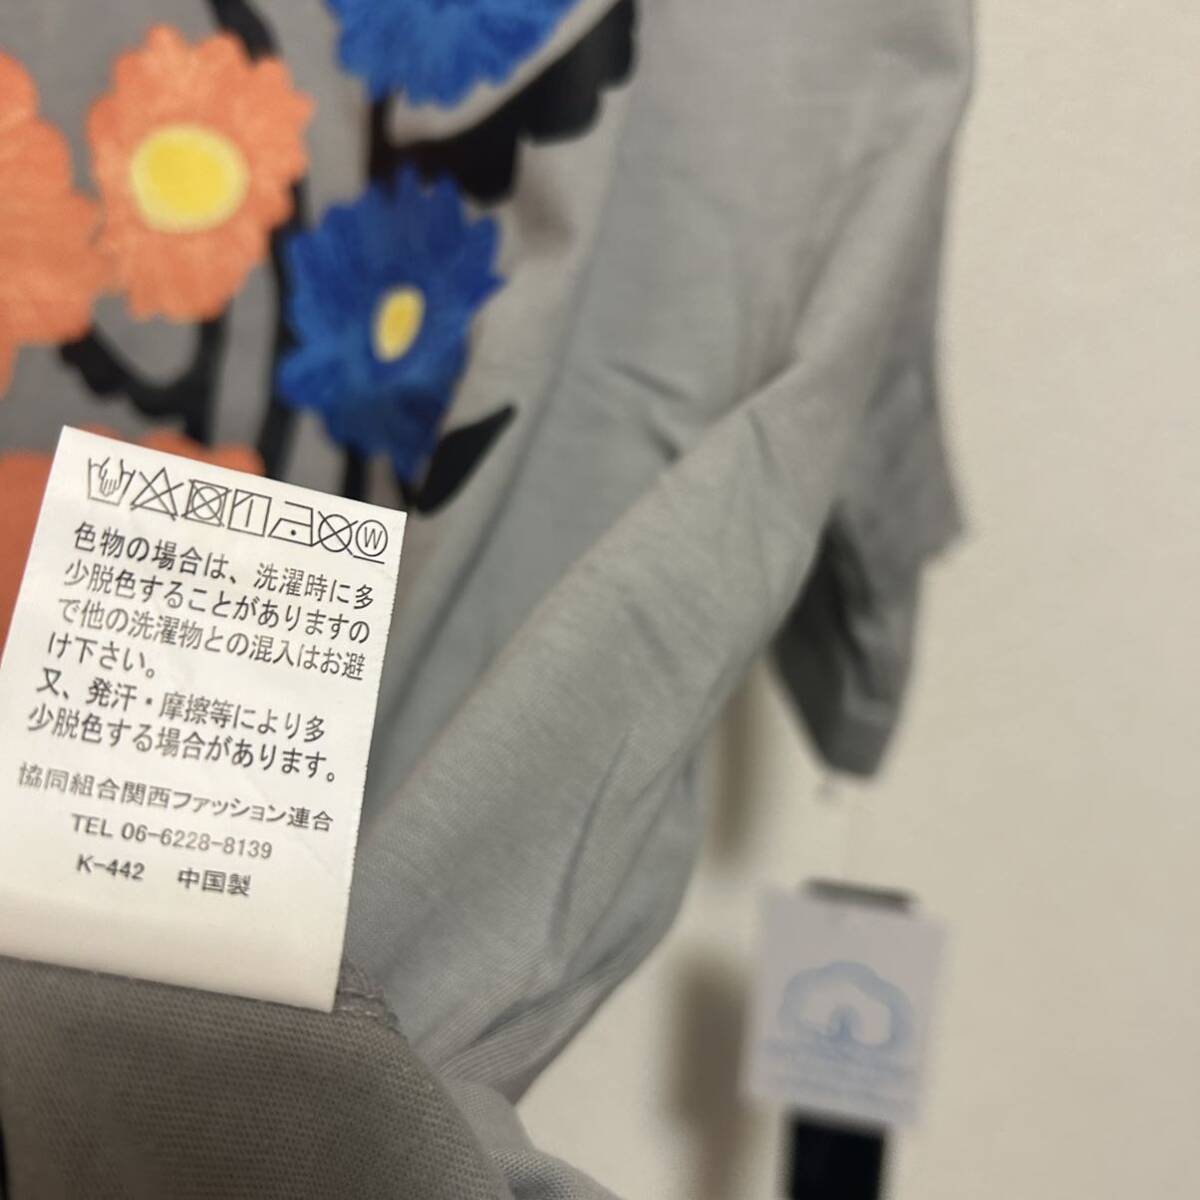 W
色物の場合は、洗濯時に多
少脱色することがありますの
で他の洗濯物との混入はお避
け下さい。
又、発汗・摩擦等により多
少脱色する場合があります。
協同組合関西ファッション連合
TEL 06-6228-8139
K-442 中国製